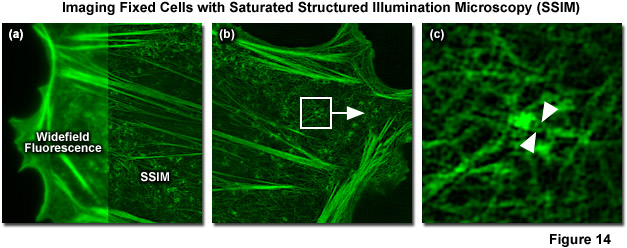 Imaging Fixed Cells with Saturated Structured Illumination Microscopy (SSIM)
(a)
Widefield
Fluorescence
SSIM
(b)
(c)
Figure 14